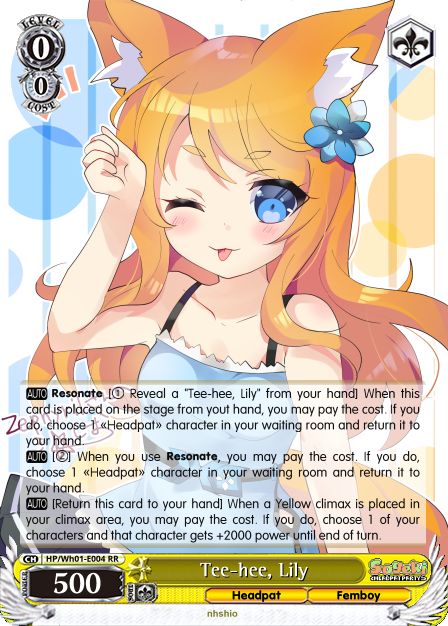 LEVEL
0
0
COST
AUTO Resonate [① Reveal a "Tee-hee, Lily" from your hand] When this
card is placed on the stage from yout hand, you may pay the cost. If you
do, choose 1 «Headpat» character in your waiting room and return it to
your hand.
AUTO [②] When you use Resonate, you may pay the cost. If you do,
choose 1 «Headpat» character in your waiting room and return it to
your hand.
AUTO [Return this card to your hand] When a Yellow climax is placed in
your climax area, you may pay the cost. If you do, choose 1 of your
characters and that character gets +2000 power until end of turn.
CH HP/Wh01-E004 RR
POWER 500 SOUL Tee-hee, Lily
Headpat Femboy
nhshio